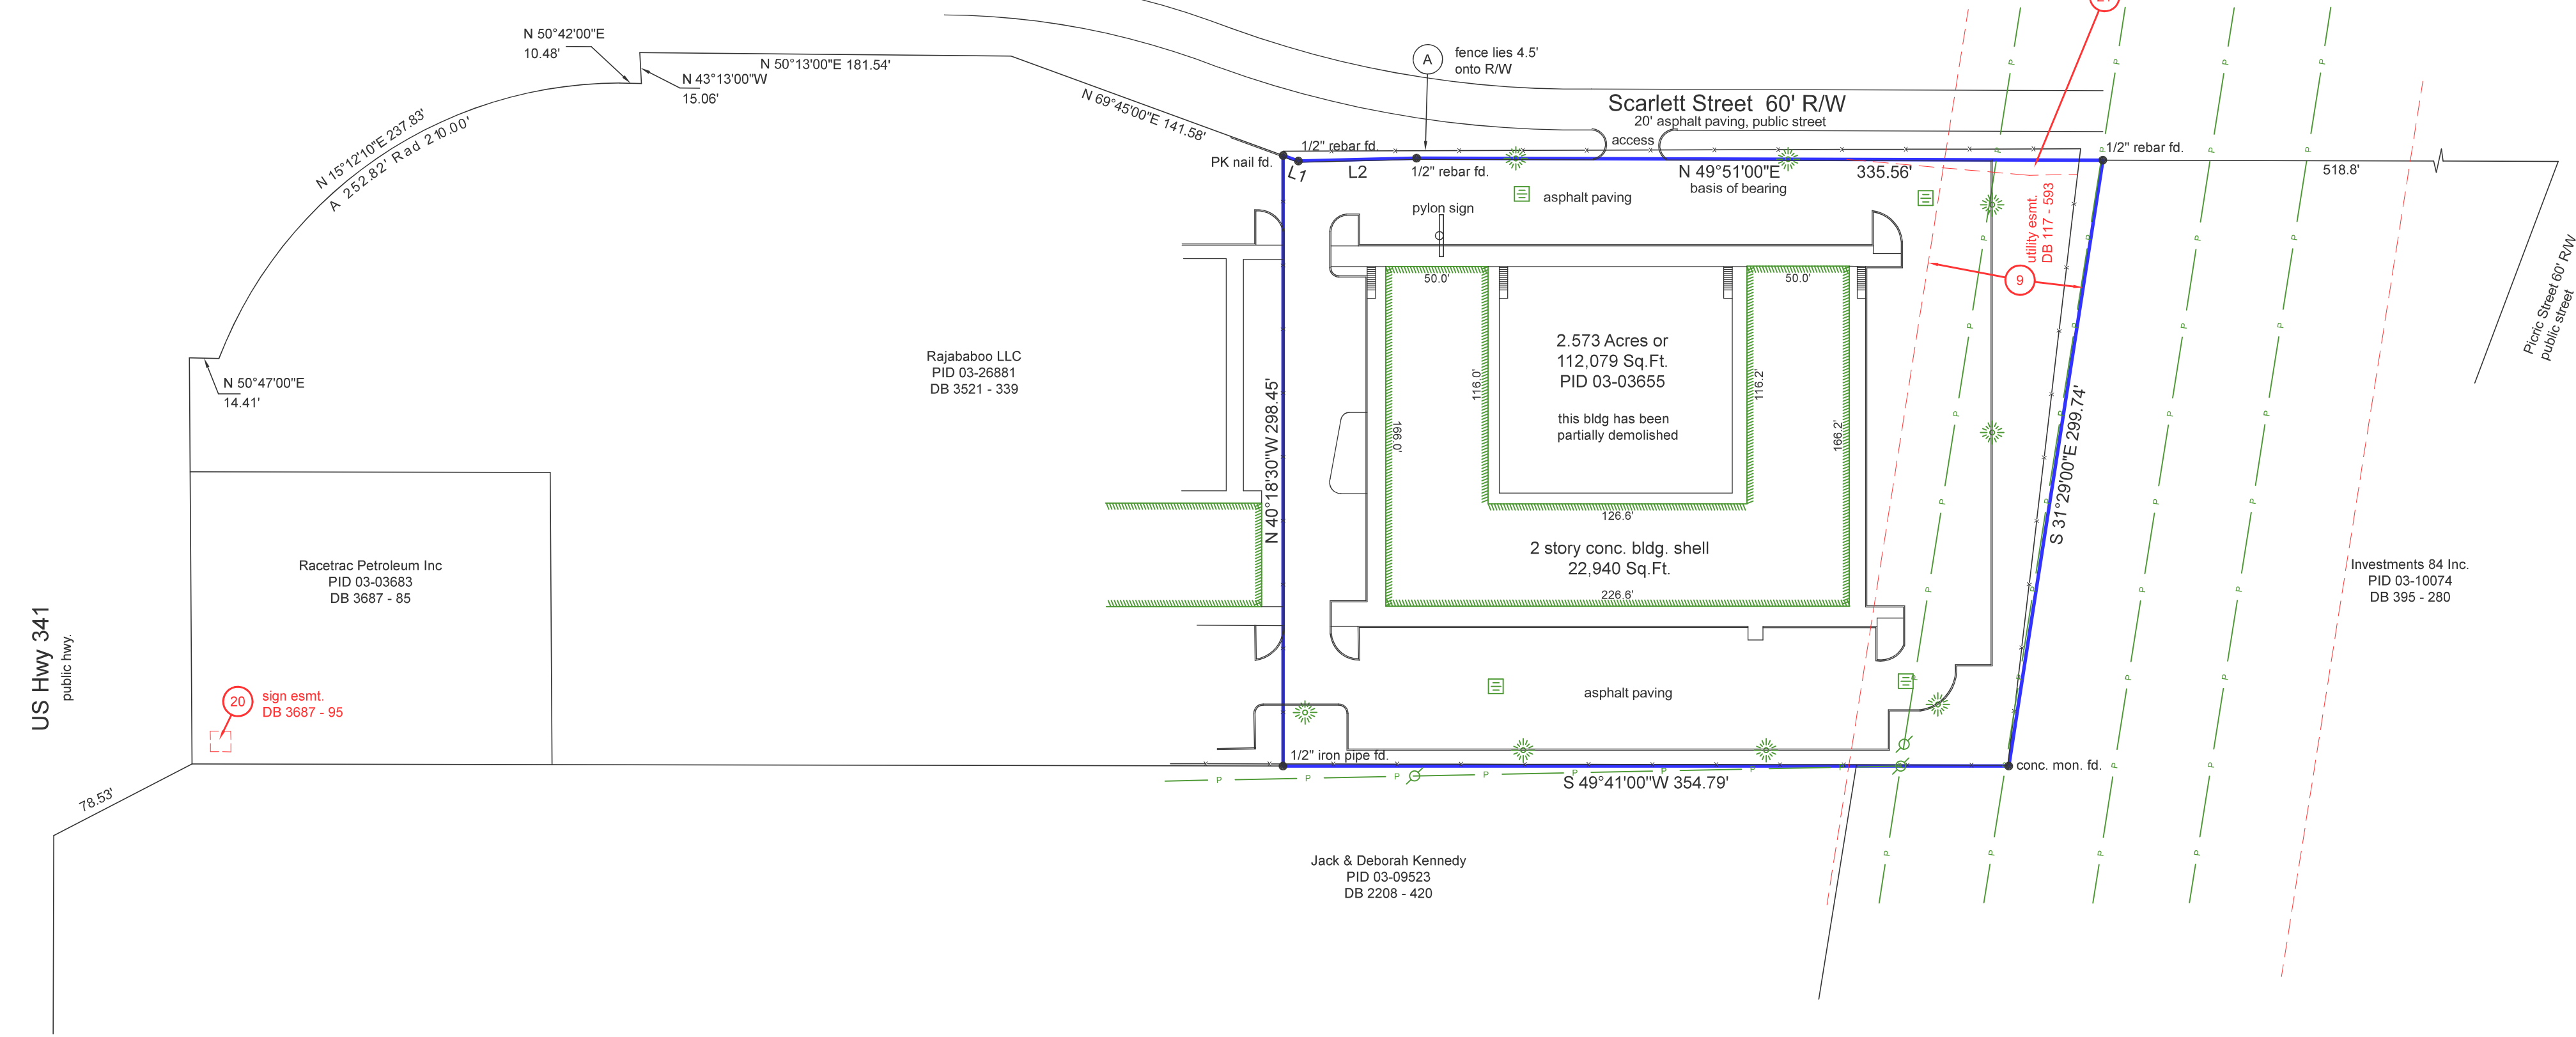 N 50°42'00"E
10.48'
N 43°13'00"W
15.06'
N 50°13'00"E 181.54'
N 69°45'00"E 141.58'
N 15°12'10"E 237.83'
A 252.82' Rad 210.00'
N 50°47'00"E
14.41'
A
fence lies 4.5'
onto R/W
Scarlett Street 60' R/W
20' asphalt paving, public street
access
1/2" rebar fd.
PK nail fd.
L1
L2
1/2" rebar fd.
N 49°51'00"E
basis of bearing
335.56'
1/2" rebar fd.
518.8'
asphalt paving
pylon sign
utility esmt.
DB 117 - 593
9
Picric Street 60' R/W
public street
50.0'
50.0'
2.573 Acres or
112,079 Sq.Ft.
PID 03-03655
this bldg has been
partially demolished
116.0'
116.2'
166.0'
166.2'
126.6'
2 story conc. bldg. shell
22,940 Sq.Ft.
226.6'
N 40°18'30"W 298.45'
S 31°29'00"E 299.74'
Rajababoo LLC
PID 03-26881
DB 3521 - 339
Racetrac Petroleum Inc
PID 03-03683
DB 3687 - 85
Investments 84 Inc.
PID 03-10074
DB 395 - 280
US Hwy 341
public hwy.
20
sign esmt.
DB 3687 - 95
78.53'
asphalt paving
1/2" iron pipe fd.
conc. mon. fd.
S 49°41'00"W 354.79'
Jack & Deborah Kennedy
PID 03-09523
DB 2208 - 420